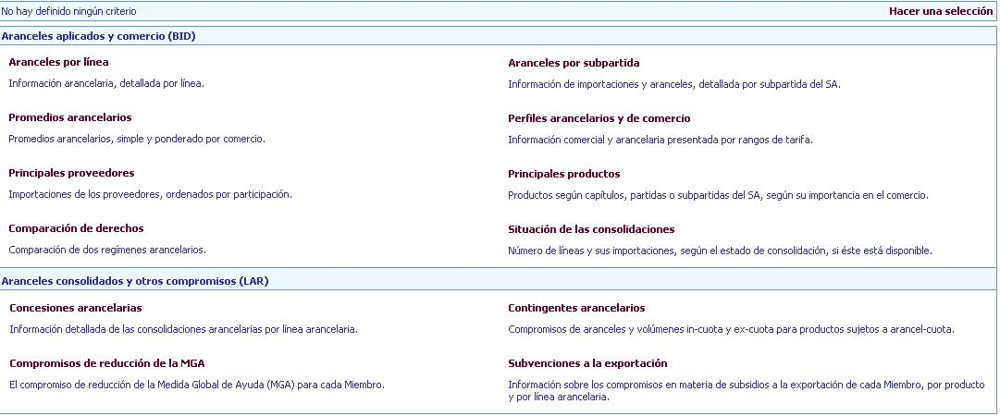 No hay definido ningún criterio
Hacer una selección
Aranceles aplicados y comercio (BID)
Aranceles por línea
Información arancelaria, detallada por línea.
Aranceles por subpartida
Información de importaciones y aranceles, detallada por subpartida del SA.
Promedios arancelarios
Promedios arancelarios, simple y ponderado por comercio.
Perfiles arancelarios y de comercio
Información comercial y arancelaria presentada por rangos de tarifa.
Principales proveedores
Importaciones de los proveedores, ordenados por participación.
Principales productos
Productos según capítulos, partidas o subpartidas del SA, según su importancia en el comercio.
Comparación de derechos
Comparación de dos regímenes arancelarios.
Situación de las consolidaciones
Número de líneas y sus importaciones, según el estado de consolidación, si éste está disponible.
Aranceles consolidados y otros compromisos (LAR)
Concesiones arancelarias
Información detallada de las consolidaciones arancelarias por línea arancelaria.
Contingentes arancelarios
Compromisos de aranceles y volúmenes in-cuota y ex-cuota para productos sujetos a arancel-cuota.
Compromisos de reducción de la MGA
El compromiso de reducción de la Medida Global de Ayuda (MGA) para cada Miembro.
Subvenciones a la exportación
Información sobre los compromisos en materia de subsidios a la exportación de cada Miembro, por producto
y por línea arancelaria.